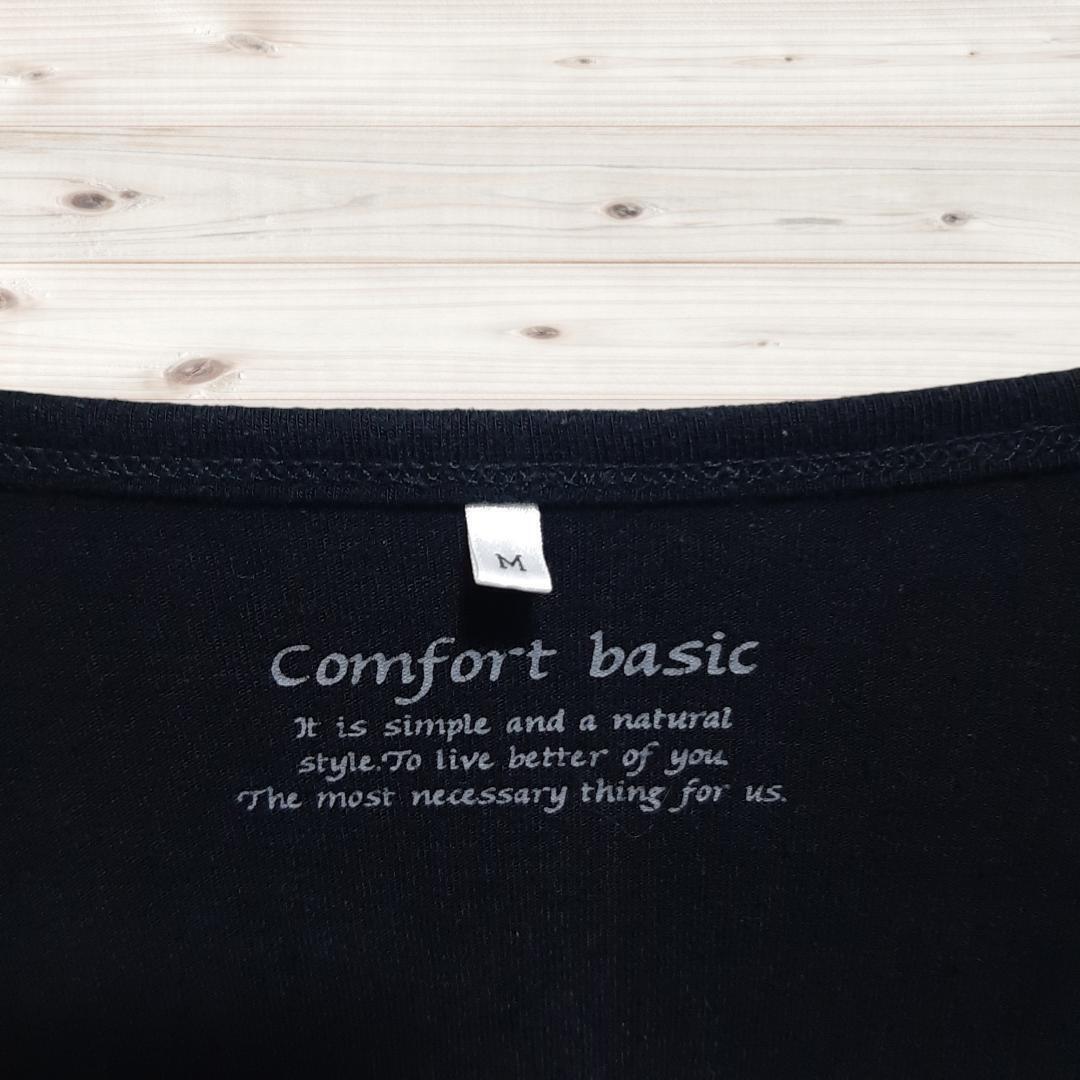 M
Comfort basic
It is simple and a natural
style.To live better of you.
The most necessary thing for us.